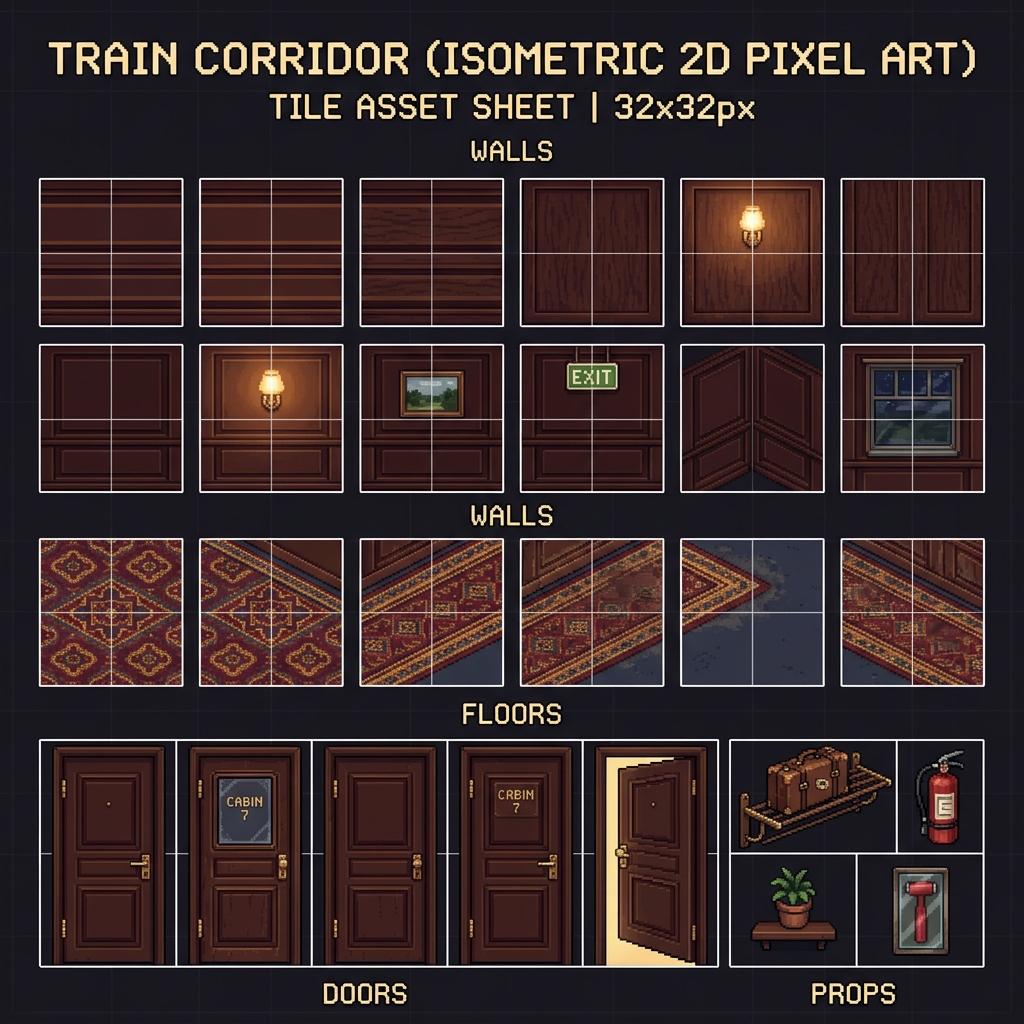 TRAIN CORRIDOR (ISOMETRIC 2D PIXEL ART)
TILE ASSET SHEET | 32x32px
WALLS
EXIT
WALLS
FLOORS
CABIN
7
CRBIN
7
E
DOORS
PROPS